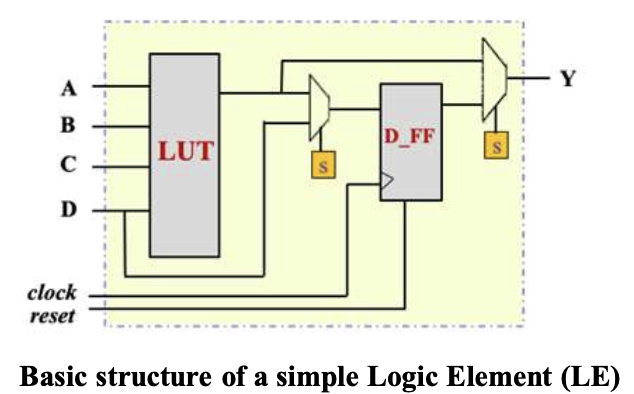 A
B
C
D
LUT
S
D_FF
S
Y
clock
reset
Basic structure of a simple Logic Element (LE)